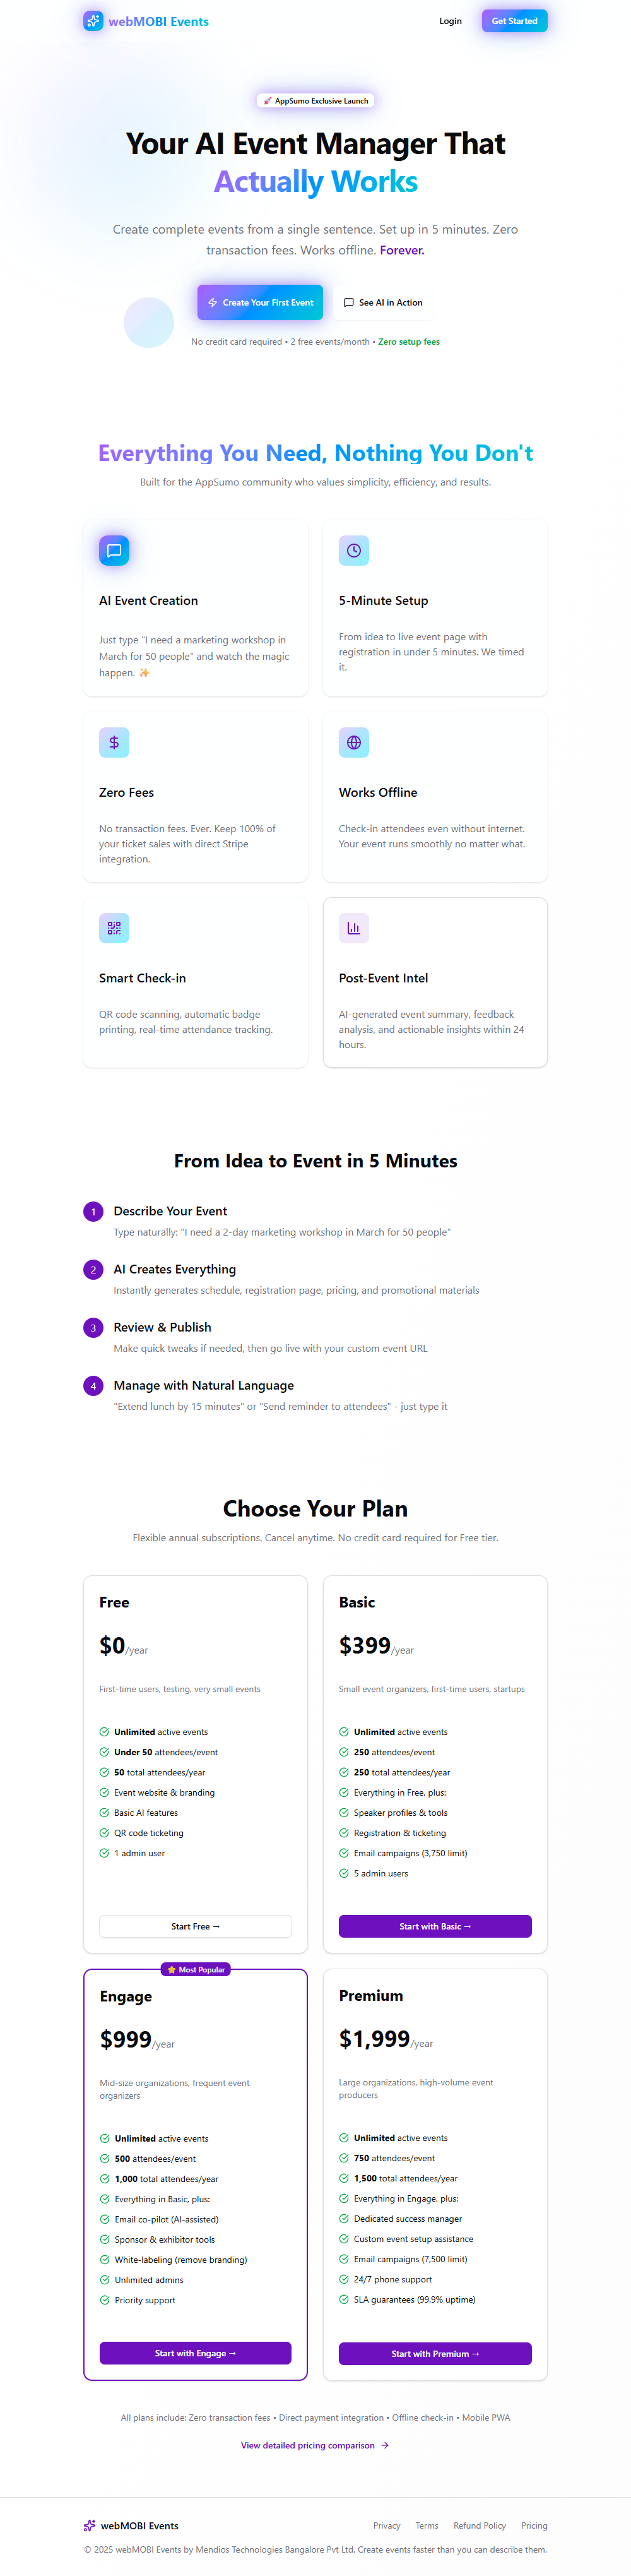 webMOBI Events
Login
Get Started
🚀 AppSumo Exclusive Launch
Your AI Event Manager That
Actually Works
Create complete events from a single sentence. Set up in 5 minutes. Zero
transaction fees. Works offline. Forever.
Create Your First Event
See AI in Action
No credit card required • 2 free events/month • Zero setup fees
Everything You Need, Nothing You Don't
Built for the AppSumo community who values simplicity, efficiency, and results.
AI Event Creation
Just type "I need a marketing workshop in
March for 50 people" and watch the magic
happen. ✨
5-Minute Setup
From idea to live event page with
registration in under 5 minutes. We timed
it.
Zero Fees
No transaction fees. Ever. Keep 100% of
your ticket sales with direct Stripe
integration.
Works Offline
Check-in attendees even without internet.
Your event runs smoothly no matter what.
Smart Check-in
QR code scanning, automatic badge
printing, real-time attendance tracking.
Post-Event Intel
AI-generated event summary, feedback
analysis, and actionable insights within 24
hours.
From Idea to Event in 5 Minutes
1
Describe Your Event
Type naturally: "I need a 2-day marketing workshop in March for 50 people"
2
AI Creates Everything
Instantly generates schedule, registration page, pricing, and promotional materials
3
Review & Publish
Make quick tweaks if needed, then go live with your custom event URL
4
Manage with Natural Language
"Extend lunch by 15 minutes" or "Send reminder to attendees" - just type it
Choose Your Plan
Flexible annual subscriptions. Cancel anytime. No credit card required for Free tier.
Free
$0/year
First-time users, testing, very small events
Unlimited active events
Under 50 attendees/event
50 total attendees/year
Event website & branding
Basic AI features
QR code ticketing
1 admin user
Start Free →
Basic
$399/year
Small event organizers, first-time users, startups
Unlimited active events
250 attendees/event
250 total attendees/year
Everything in Free, plus:
Speaker profiles & tools
Registration & ticketing
Email campaigns (3,750 limit)
5 admin users
Start with Basic →
⭐ Most Popular
Engage
$999/year
Mid-size organizations, frequent event
organizers
Unlimited active events
500 attendees/event
1,000 total attendees/year
Everything in Basic, plus:
Email co-pilot (AI-assisted)
Sponsor & exhibitor tools
White-labeling (remove branding)
Unlimited admins
Priority support
Start with Engage →
Premium
$1,999/year
Large organizations, high-volume event
producers
Unlimited active events
750 attendees/event
1,500 total attendees/year
Everything in Engage, plus:
Dedicated success manager
Custom event setup assistance
Email campaigns (7,500 limit)
24/7 phone support
SLA guarantees (99.9% uptime)
Start with Premium →
All plans include: Zero transaction fees • Direct payment integration • Offline check-in • Mobile PWA
View detailed pricing comparison →
webMOBI Events
Privacy
Terms
Refund Policy
Pricing
© 2025 webMOBI Events by Mendios Technologies Bangalore Pvt Ltd. Create events faster than you can describe them.